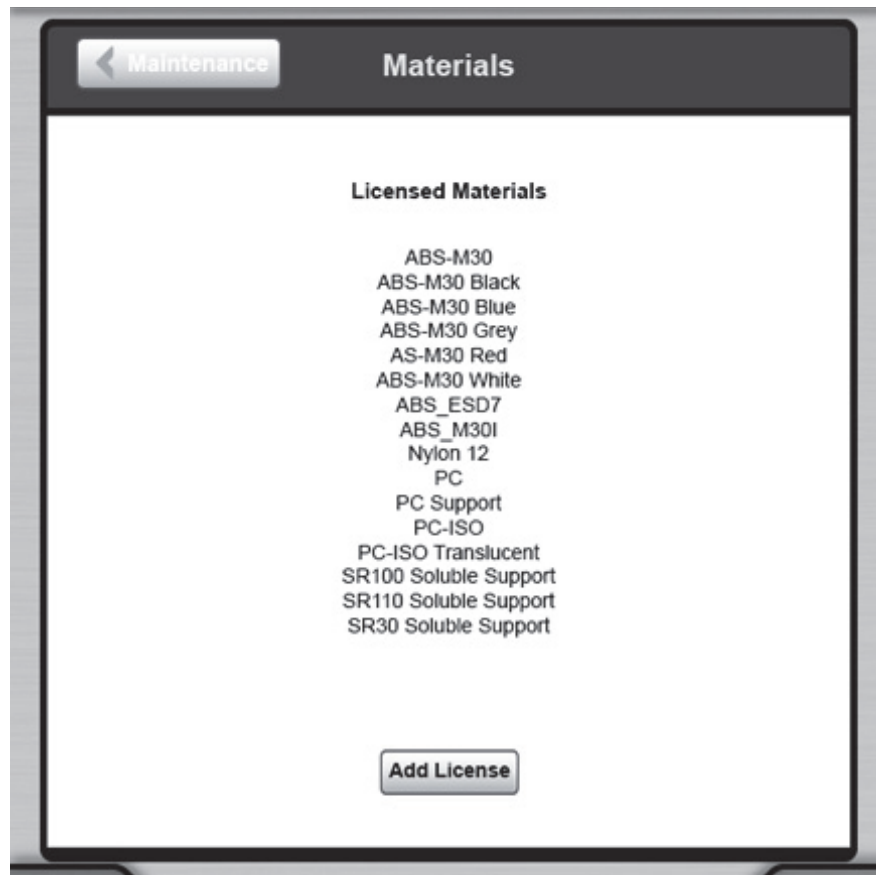 Maintenance
Materials
Licensed Materials
ABS-M30
ABS-M30 Black
ABS-M30 Blue
ABS-M30 Grey
AS-M30 Red
ABS-M30 White
ABS_ESD7
ABS_M30I
Nylon 12
PC
PC Support
PC-ISO
PC-ISO Translucent
SR100 Soluble Support
SR110 Soluble Support
SR30 Soluble Support
Add License